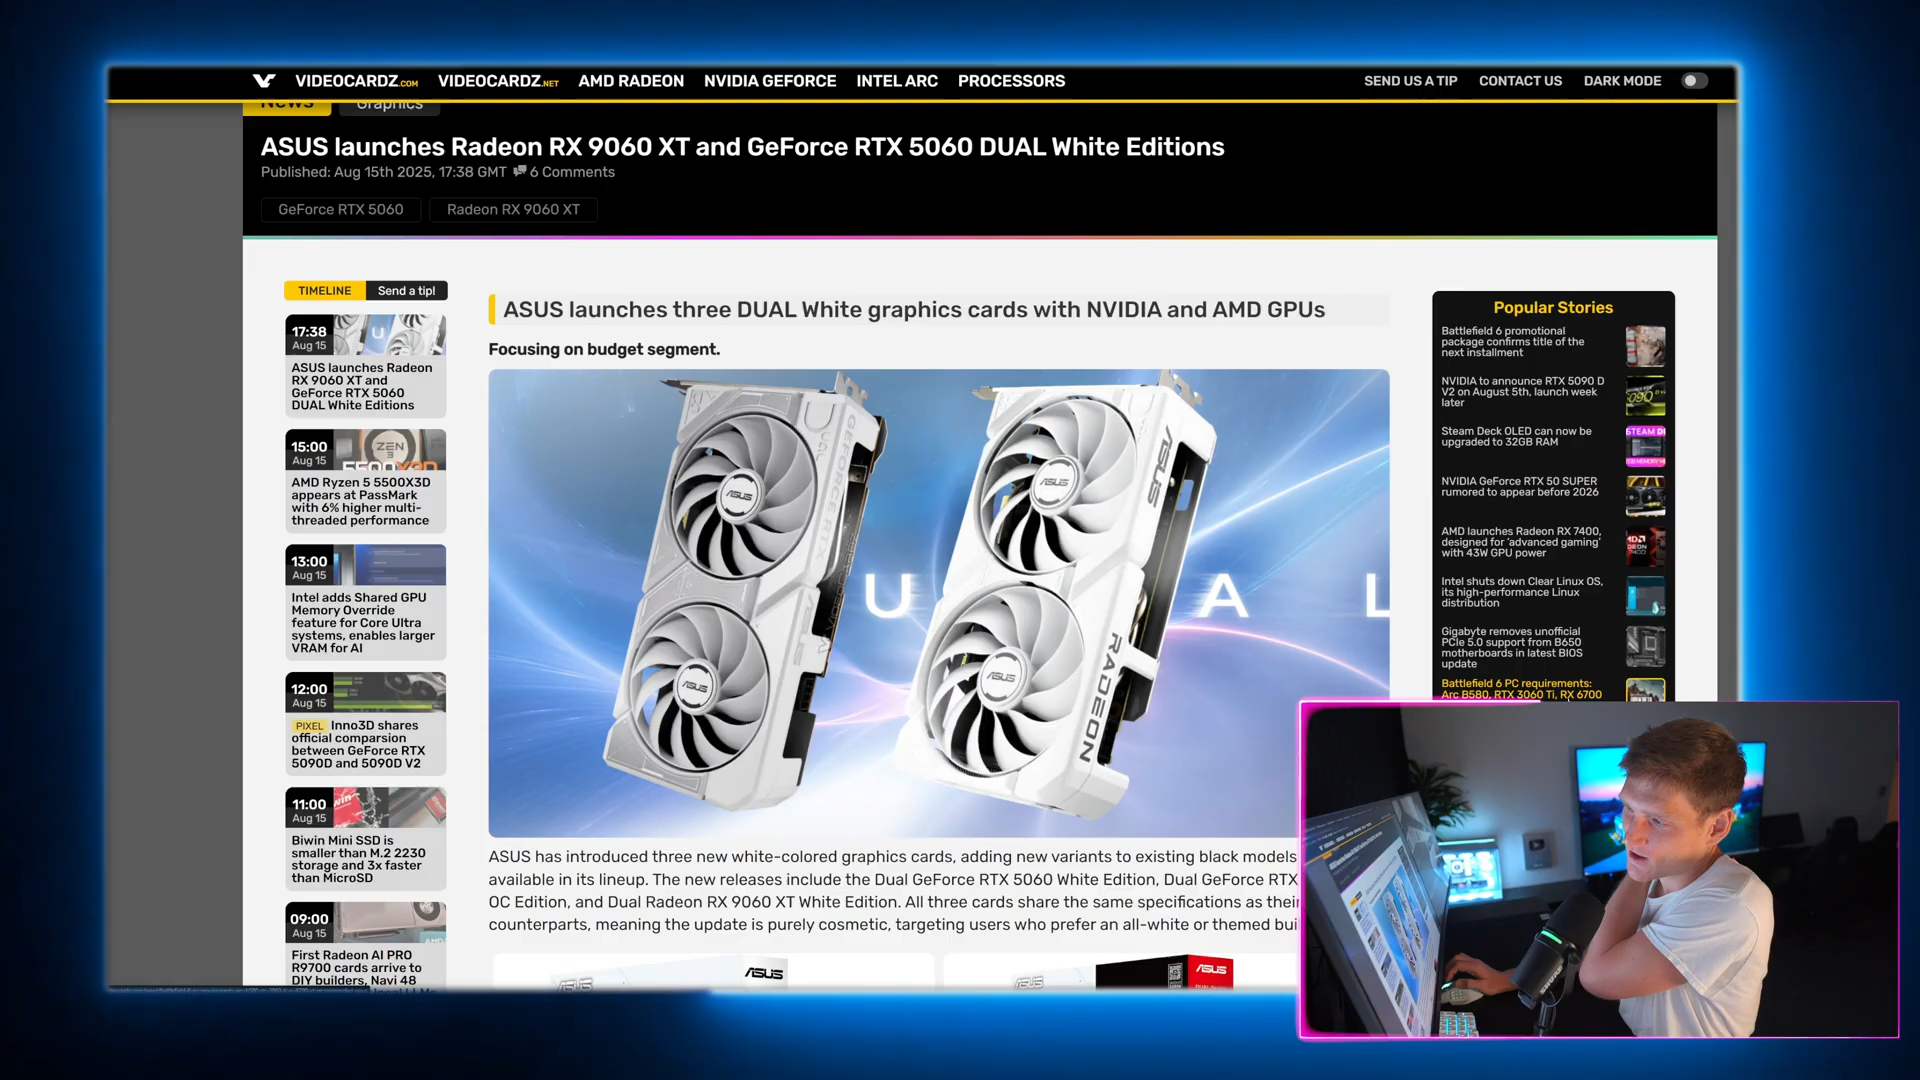 VIDEOCARDZ.COM VIDEOCARDZ.NET AMD RADEON NVIDIA GEFORCE INTEL ARC PROCESSORS SEND US A TIP CONTACT US DARK MODE
News Graphics
ASUS launches Radeon RX 9060 XT and GeForce RTX 5060 DUAL White Editions
Published: Aug 15th 2025, 17:38 GMT 6 Comments
GeForce RTX 5060 Radeon RX 9060 XT
TIMELINE Send a tip!
17:38
Aug 15
ASUS launches Radeon
RX 9060 XT and
GeForce RTX 5060
DUAL White Editions
15:00
Aug 15
ZEN
AMD Ryzen 5 5500X3D
appears at PassMark
with 6% higher multi-
threaded performance
13:00
Aug 15
Intel adds Shared GPU
Memory Override
feature for Core Ultra
systems, enables larger
VRAM for AI
12:00
Aug 15
PIXEL Inno3D shares
official comparsion
between GeForce RTX
5090D and 5090D V2
11:00
Aug 15
Biwin Mini SSD is
smaller than M.2 2230
storage and 3x faster
than MicroSD
09:00
Aug 15
First Radeon AI PRO
R9700 cards arrive to
DIY builders, Navi 48
ASUS launches three DUAL White graphics cards with NVIDIA and AMD GPUs
Focusing on budget segment.
GEFORCE RTX
ASUS
ASUS
ASUS
ASUS
ASUS
ASUS
RADEON
U A L
ASUS has introduced three new white-colored graphics cards, adding new variants to existing black models
available in its lineup. The new releases include the Dual GeForce RTX 5060 White Edition, Dual GeForce RTX
OC Edition, and Dual Radeon RX 9060 XT White Edition. All three cards share the same specifications as their
counterparts, meaning the update is purely cosmetic, targeting users who prefer an all-white or themed bui
ASUS
ASUS
ASUS
ASUS
Popular Stories
Battlefield 6 promotional
package confirms title of the
next installment
NVIDIA to announce RTX 5090 D
V2 on August 5th, launch week
later
Steam Deck OLED can now be
upgraded to 32GB RAM
NVIDIA GeForce RTX 50 SUPER
rumored to appear before 2026
AMD launches Radeon RX 7400,
designed for 'advanced gaming'
with 43W GPU power
Intel shuts down Clear Linux OS,
its high-performance Linux
distribution
Gigabyte removes unofficial
PCIe 5.0 support from B650
motherboards in latest BIOS
update
Battlefield 6 PC requirements:
Arc B580, RTX 3060 Ti, RX 6700
SHURE